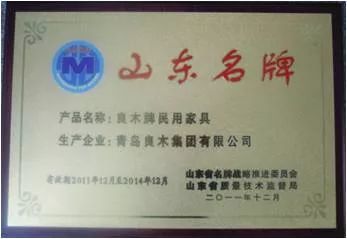 山东名牌
产品名称：良木牌民用家具
生产企业：青岛良木集团有限公司
有效期2011年12月至2014年12月
山东省名牌战略推进委员会
山东省质量技术监督局
二〇一一年十二月